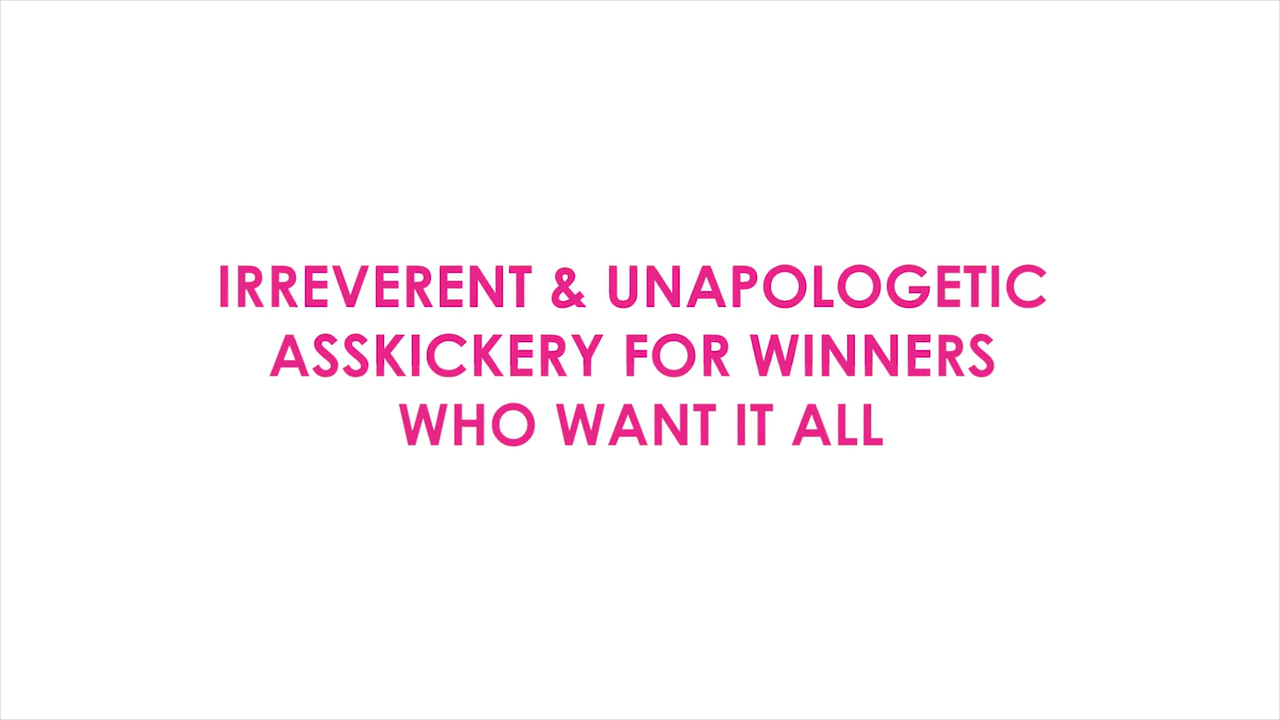 IRREVERENT & UNAPOLOGETIC
ASSKICKERY FOR WINNERS
WHO WANT IT ALL